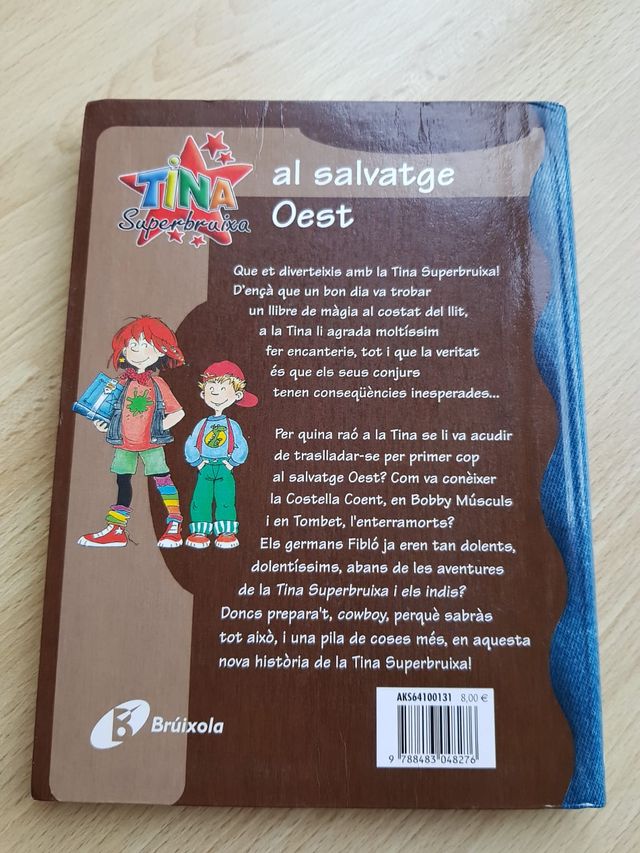 TINA
Superbruixa
al salvatge
Oest
Que et diverteixis amb la Tina Superbruixa!
D'ençà que un bon dia va trobar
un llibre de màgia al costat del llit,
a la Tina li agrada moltíssim
fer encanteris, tot i que la veritat
és que els seus conjurs
tenen conseqüències inesperades...
Per quina raó a la Tina se li va acudir
de traslladar-se per primer cop
al salvatge Oest? Com va conèixer
la Costella Coent, en Bobby Músculs
i en Tombet, l'enterramorts?
Els germans Fibló ja eren tan dolents,
dolentíssims, abans de les aventures
de la Tina Superbruixa i els indis?
Doncs prepara't, cowboy, perquè sabràs
tot això, i una pila de coses més, en aquesta
nova història de la Tina Superbruixa!
Brúixola
AKS64100131 8,00 €
9 788483 048276